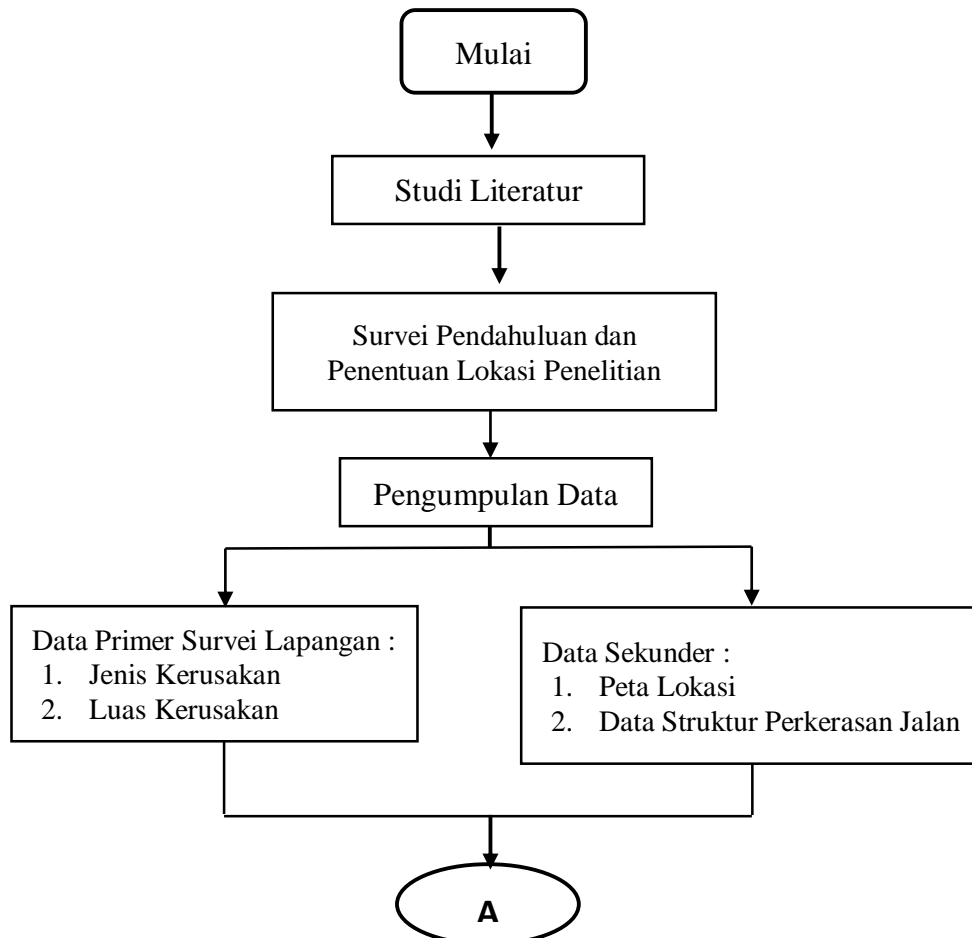 Mulai
Studi Literatur
Survei Pendahuluan dan
Penentuan Lokasi Penelitian
Pengumpulan Data
Data Primer Survei Lapangan :
1. Jenis Kerusakan
2. Luas Kerusakan
Data Sekunder :
1. Peta Lokasi
2. Data Struktur Perkerasan Jalan
A